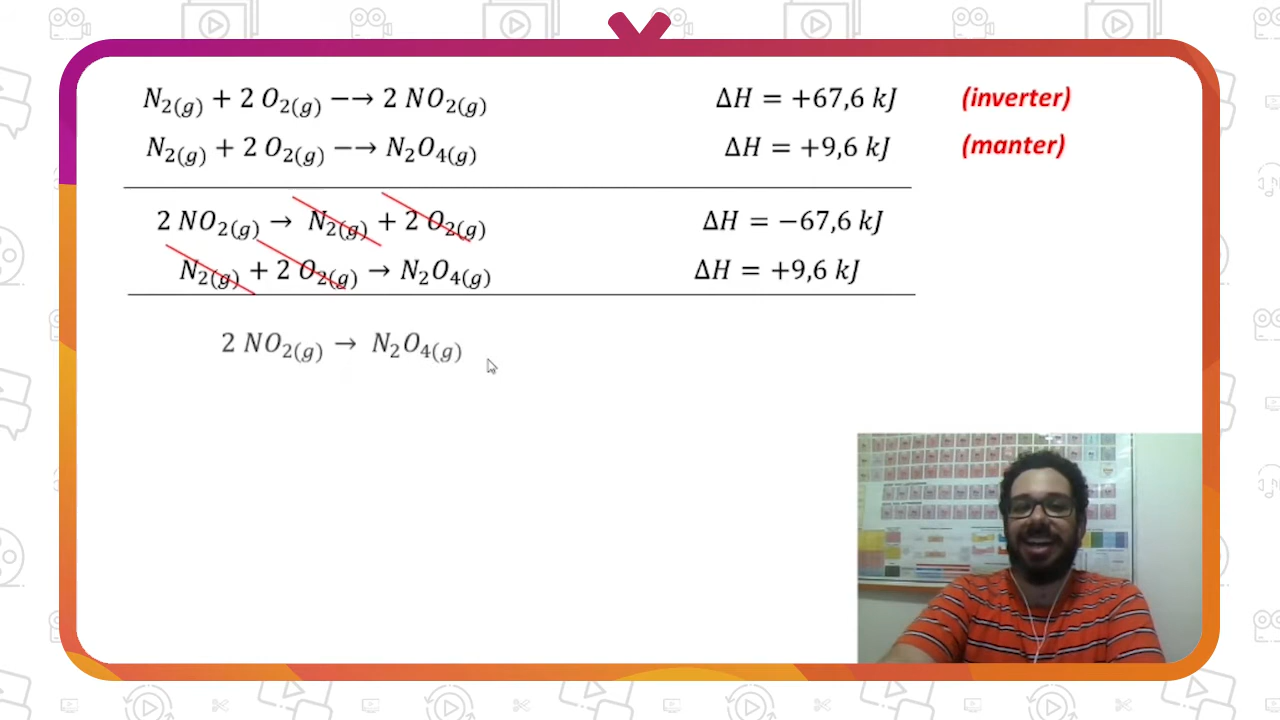 N₂(g) + 2 O₂(g) −→ 2 NO₂(g) ΔH = +67,6 kJ (inverter)
N₂(g) + 2 O₂(g) −→ N₂O₄(g) ΔH = +9,6 kJ (manter)
2 NO₂(g) → N₂(g) + 2 O₂(g) ΔH = −67,6 kJ
N₂(g) + 2 O₂(g) → N₂O₄(g) ΔH = +9,6 kJ
2 NO₂(g) → N₂O₄(g)